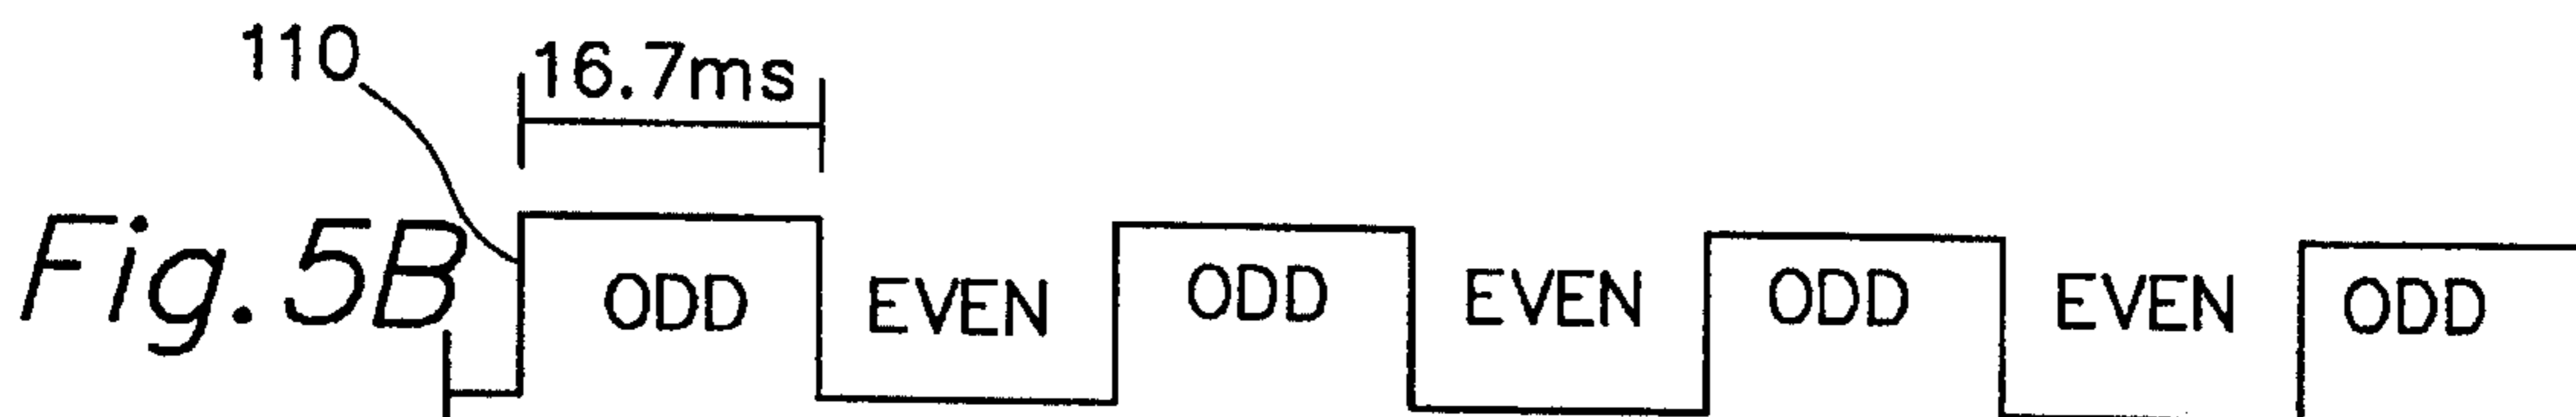 110
16.7ms
Fig. 5B
ODD EVEN ODD EVEN ODD EVEN ODD